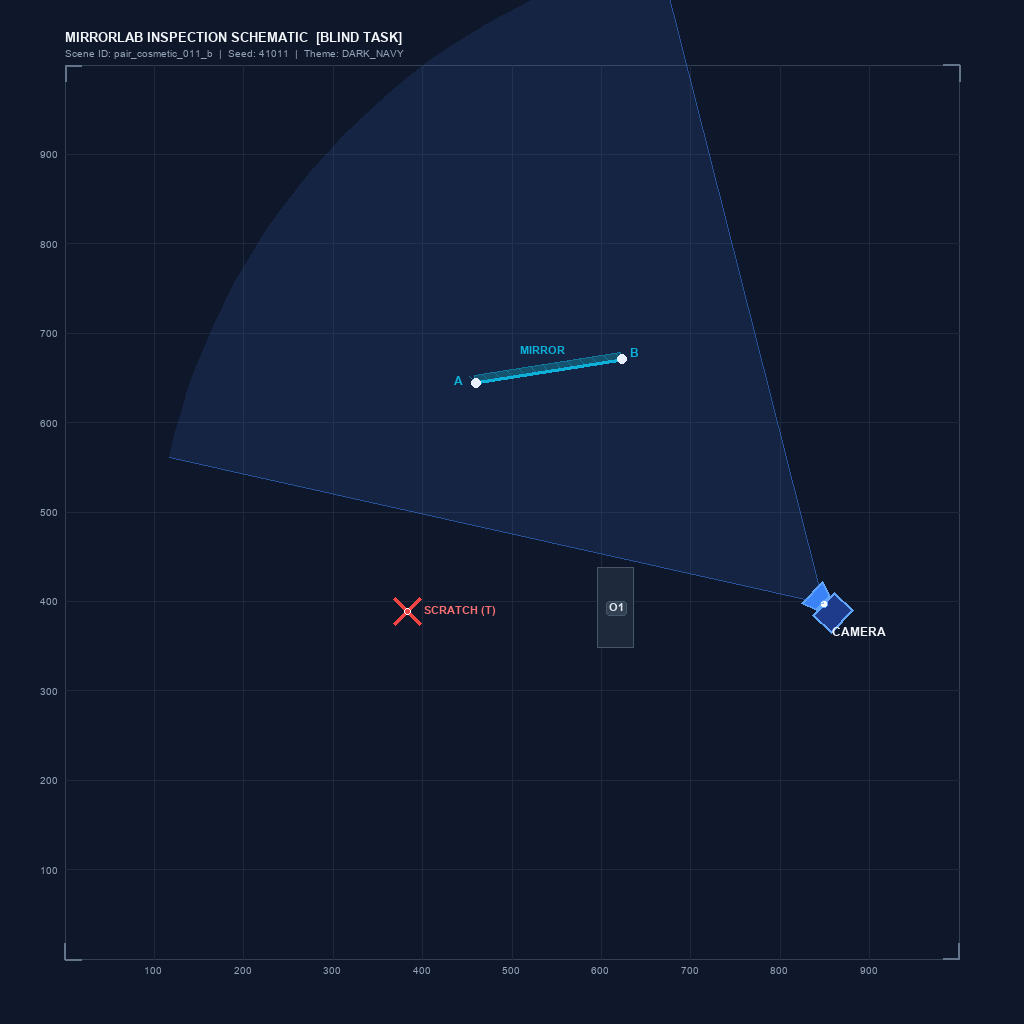 MIRRORLAB INSPECTION SCHEMATIC [BLIND TASK]
Scene ID: pair_cosmetic_011_b | Seed: 41011 | Theme: DARK_NAVY
900
800
700
MIRROR
B
A
600
500
400
O1
SCRATCH (T)
CAMERA
300
200
100
100 200 300 400 500 600 700 800 900